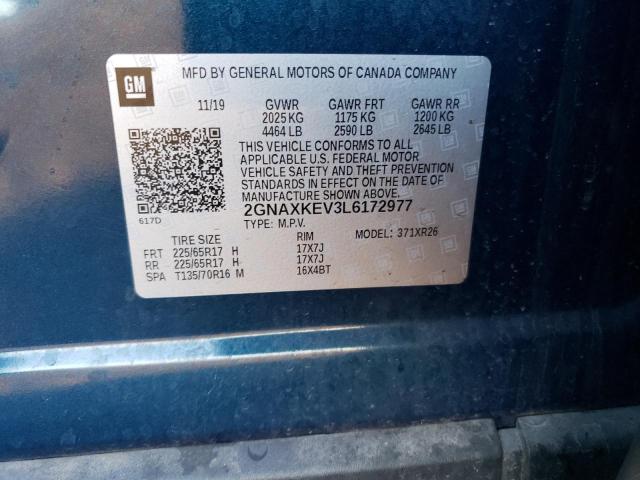 GM
MFD BY GENERAL MOTORS OF CANADA COMPANY
11/19 GVWR GAWR FRT GAWR RR
2025 KG 1175 KG 1200 KG
4464 LB 2590 LB 2645 LB
THIS VEHICLE CONFORMS TO ALL
APPLICABLE U.S. FEDERAL MOTOR
VEHICLE SAFETY AND THEFT PREVENTION
STANDARDS IN EFFECT ON THE DATE OF
MANUFACTURE SHOWN ABOVE.
617D 2GNAXKEV3L6172977
TYPE: M.P.V. MODEL: 371XR26
TIRE SIZE RIM
FRT 225/65R17 H 17X7J
RR 225/65R17 H 17X7J
SPA T135/70R16 M 16X4BT